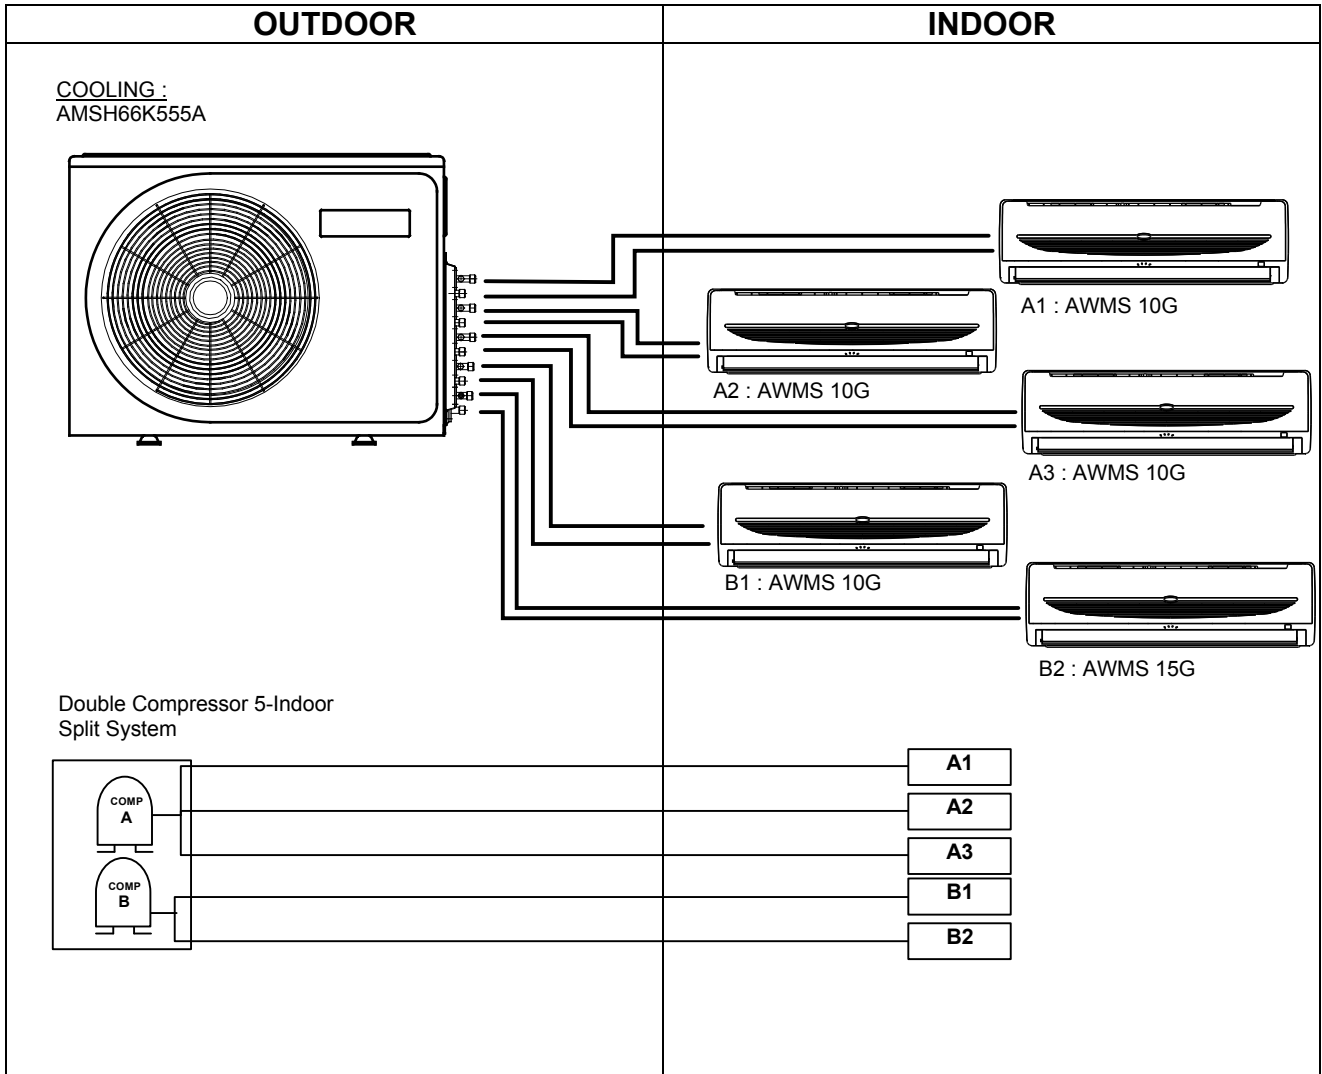 OUTDOOR
INDOOR
COOLING :
AMSH66K555A
A1 : AWMS 10G
A2 : AWMS 10G
A3 : AWMS 10G
B1 : AWMS 10G
B2 : AWMS 15G
Double Compressor 5-Indoor
Split System
COMP
A
COMP
B
A1
A2
A3
B1
B2